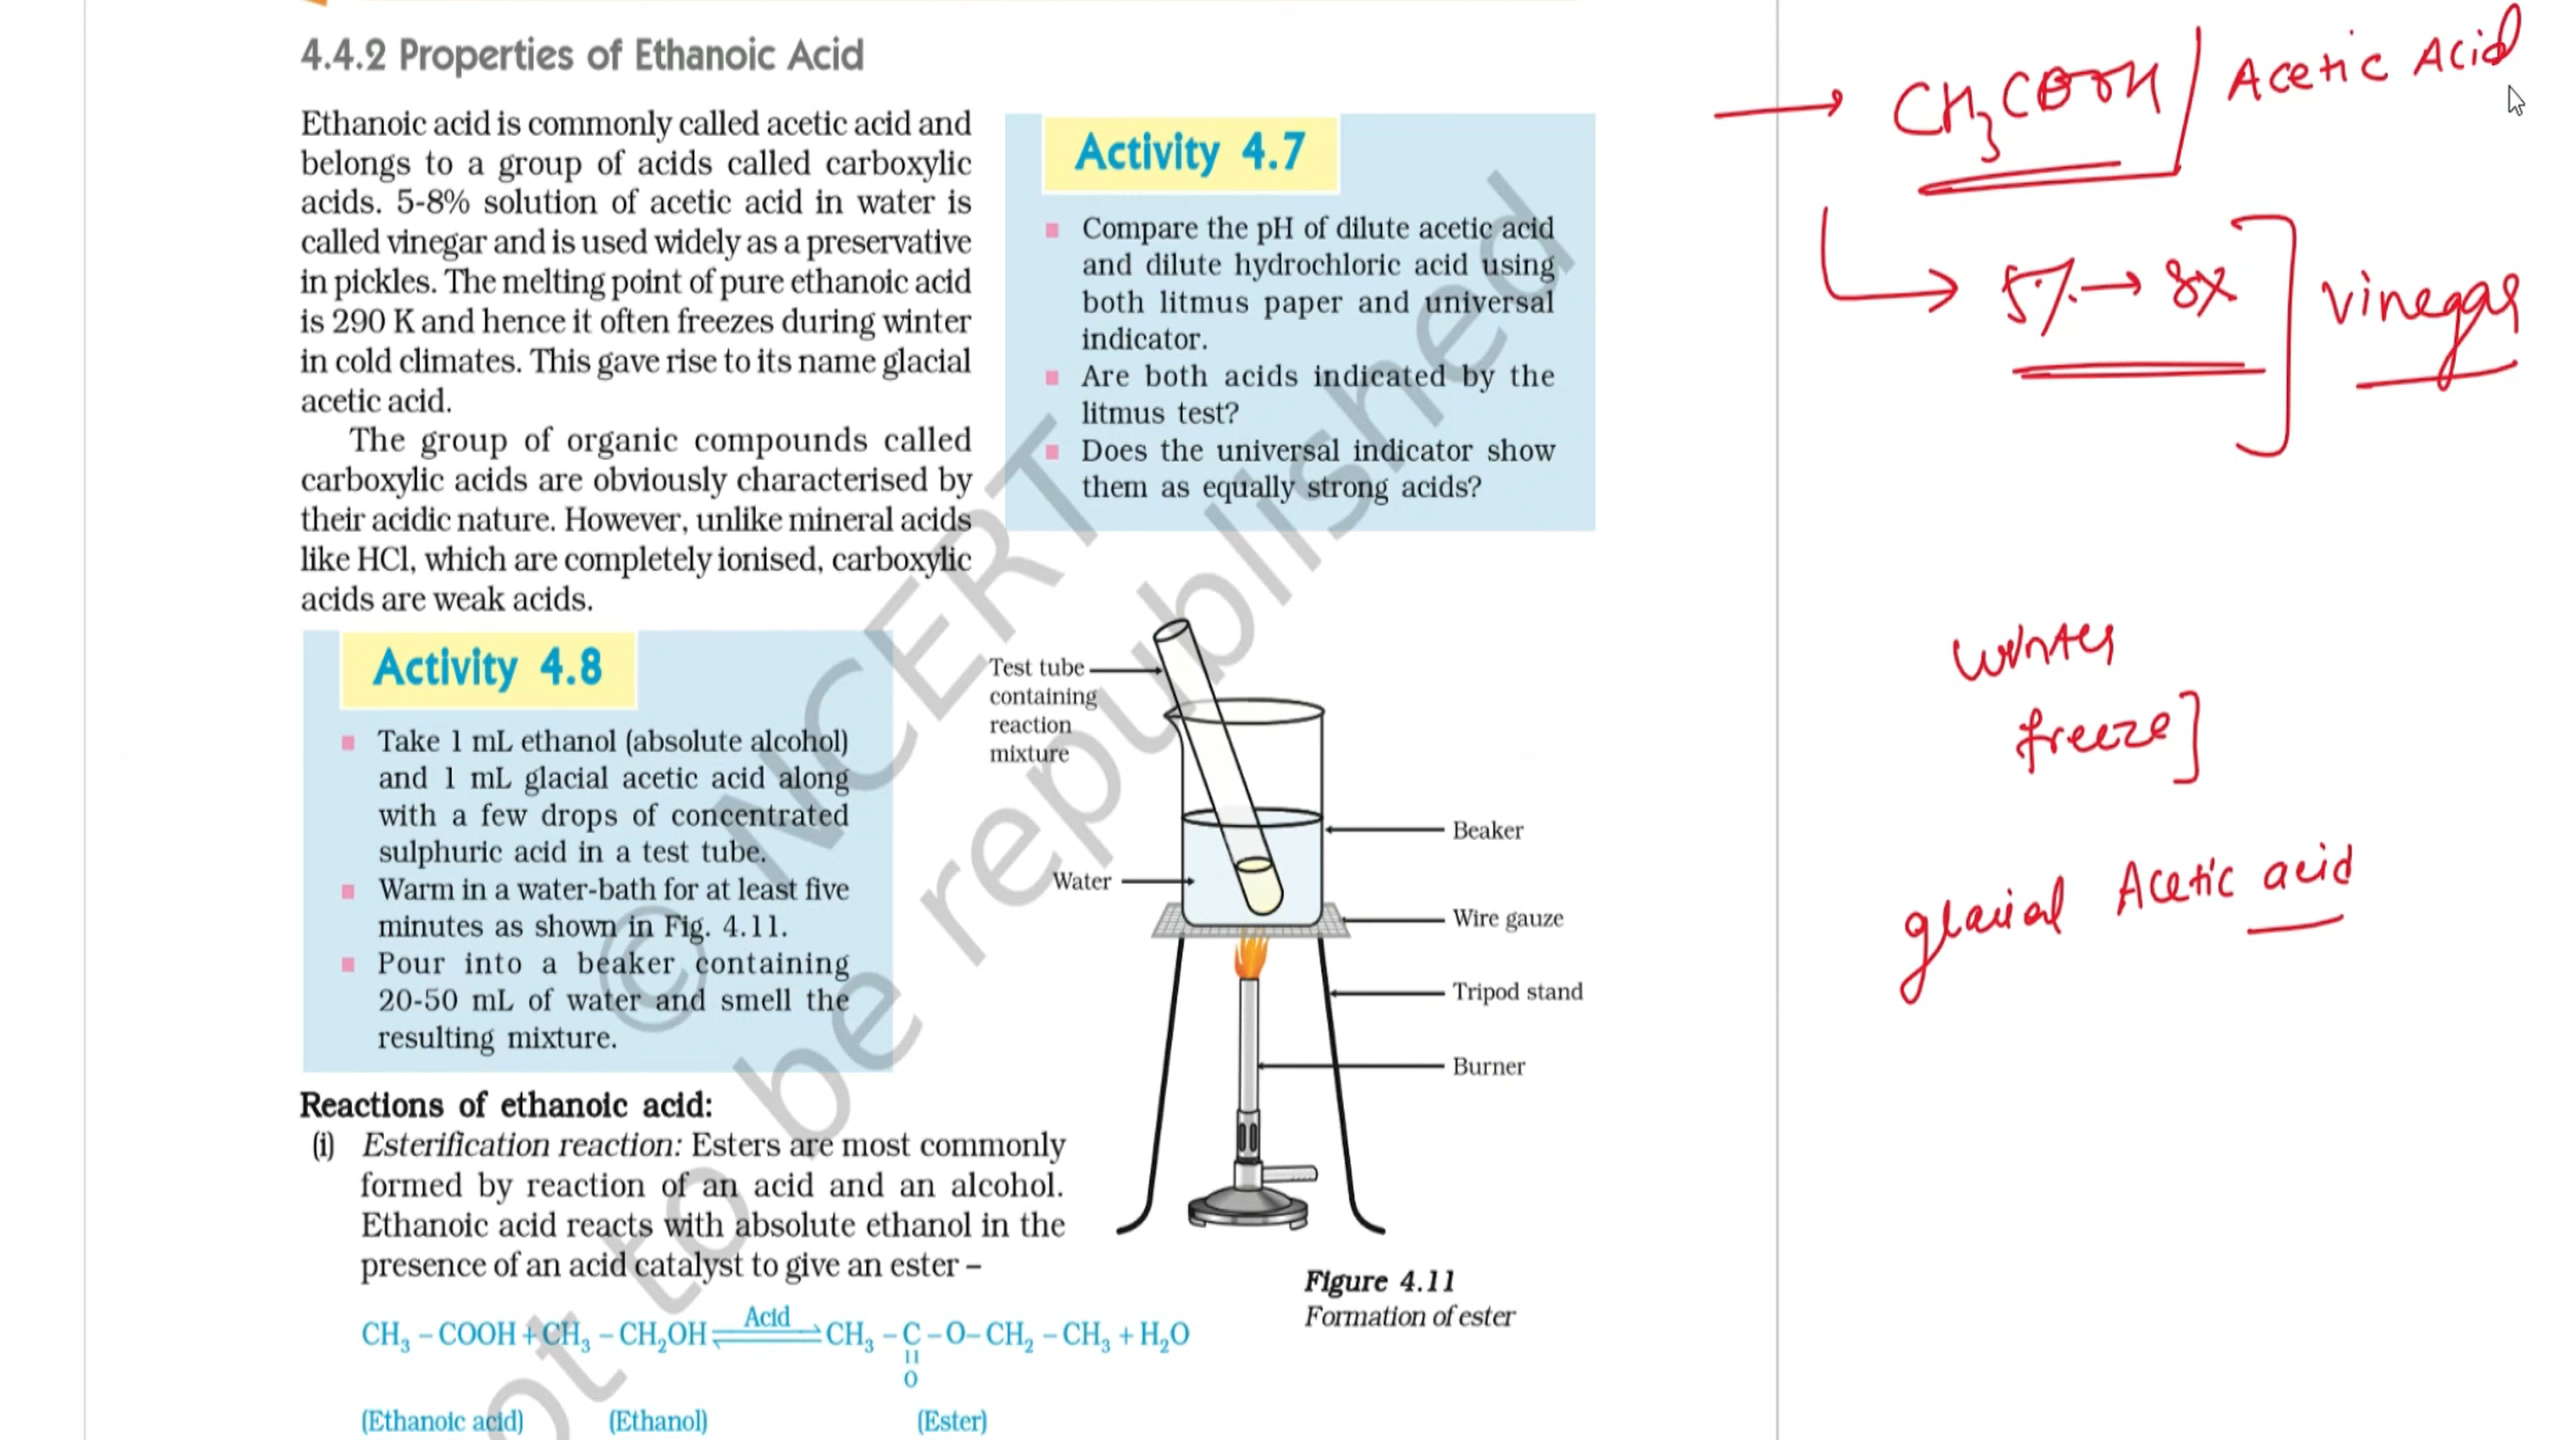 4.4.2 Properties of Ethanoic Acid
Ethanoic acid is commonly called acetic acid and
belongs to a group of acids called carboxylic
acids. 5-8% solution of acetic acid in water is
called vinegar and is used widely as a preservative
in pickles. The melting point of pure ethanoic acid
is 290 K and hence it often freezes during winter
in cold climates. This gave rise to its name glacial
acetic acid.
The group of organic compounds called
carboxylic acids are obviously characterised by
their acidic nature. However, unlike mineral acids
like HCl, which are completely ionised, carboxylic
acids are weak acids.
Activity 4.7
Compare the pH of dilute acetic acid
and dilute hydrochloric acid using
both litmus paper and universal
indicator.
Are both acids indicated by the
litmus test?
Does the universal indicator show
them as equally strong acids?
Activity 4.8
Take 1 mL ethanol (absolute alcohol)
and 1 mL glacial acetic acid along
with a few drops of concentrated
sulphuric acid in a test tube.
Warm in a water-bath for at least five
minutes as shown in Fig. 4.11.
Pour into a beaker containing
20-50 mL of water and smell the
resulting mixture.
Test tube
containing
reaction
mixture
Water
Beaker
Wire gauze
Tripod stand
Burner
Figure 4.11
Formation of ester
Reactions of ethanoic acid:
(i) Esterification reaction: Esters are most commonly
formed by reaction of an acid and an alcohol.
Ethanoic acid reacts with absolute ethanol in the
presence of an acid catalyst to give an ester –
Acid
CH₃ – COOH + CH₃ – CH₂OH ⇌ CH₃ – C – O – CH₂ – CH₃ + H₂O
||
O
(Ethanoic acid) (Ethanol) (Ester)
© NCERT
not to be republished
→ CH₃COOH / Acetic Acid
→ 5% → 8% ] vinegar
winter
freeze]
glacial Acetic acid